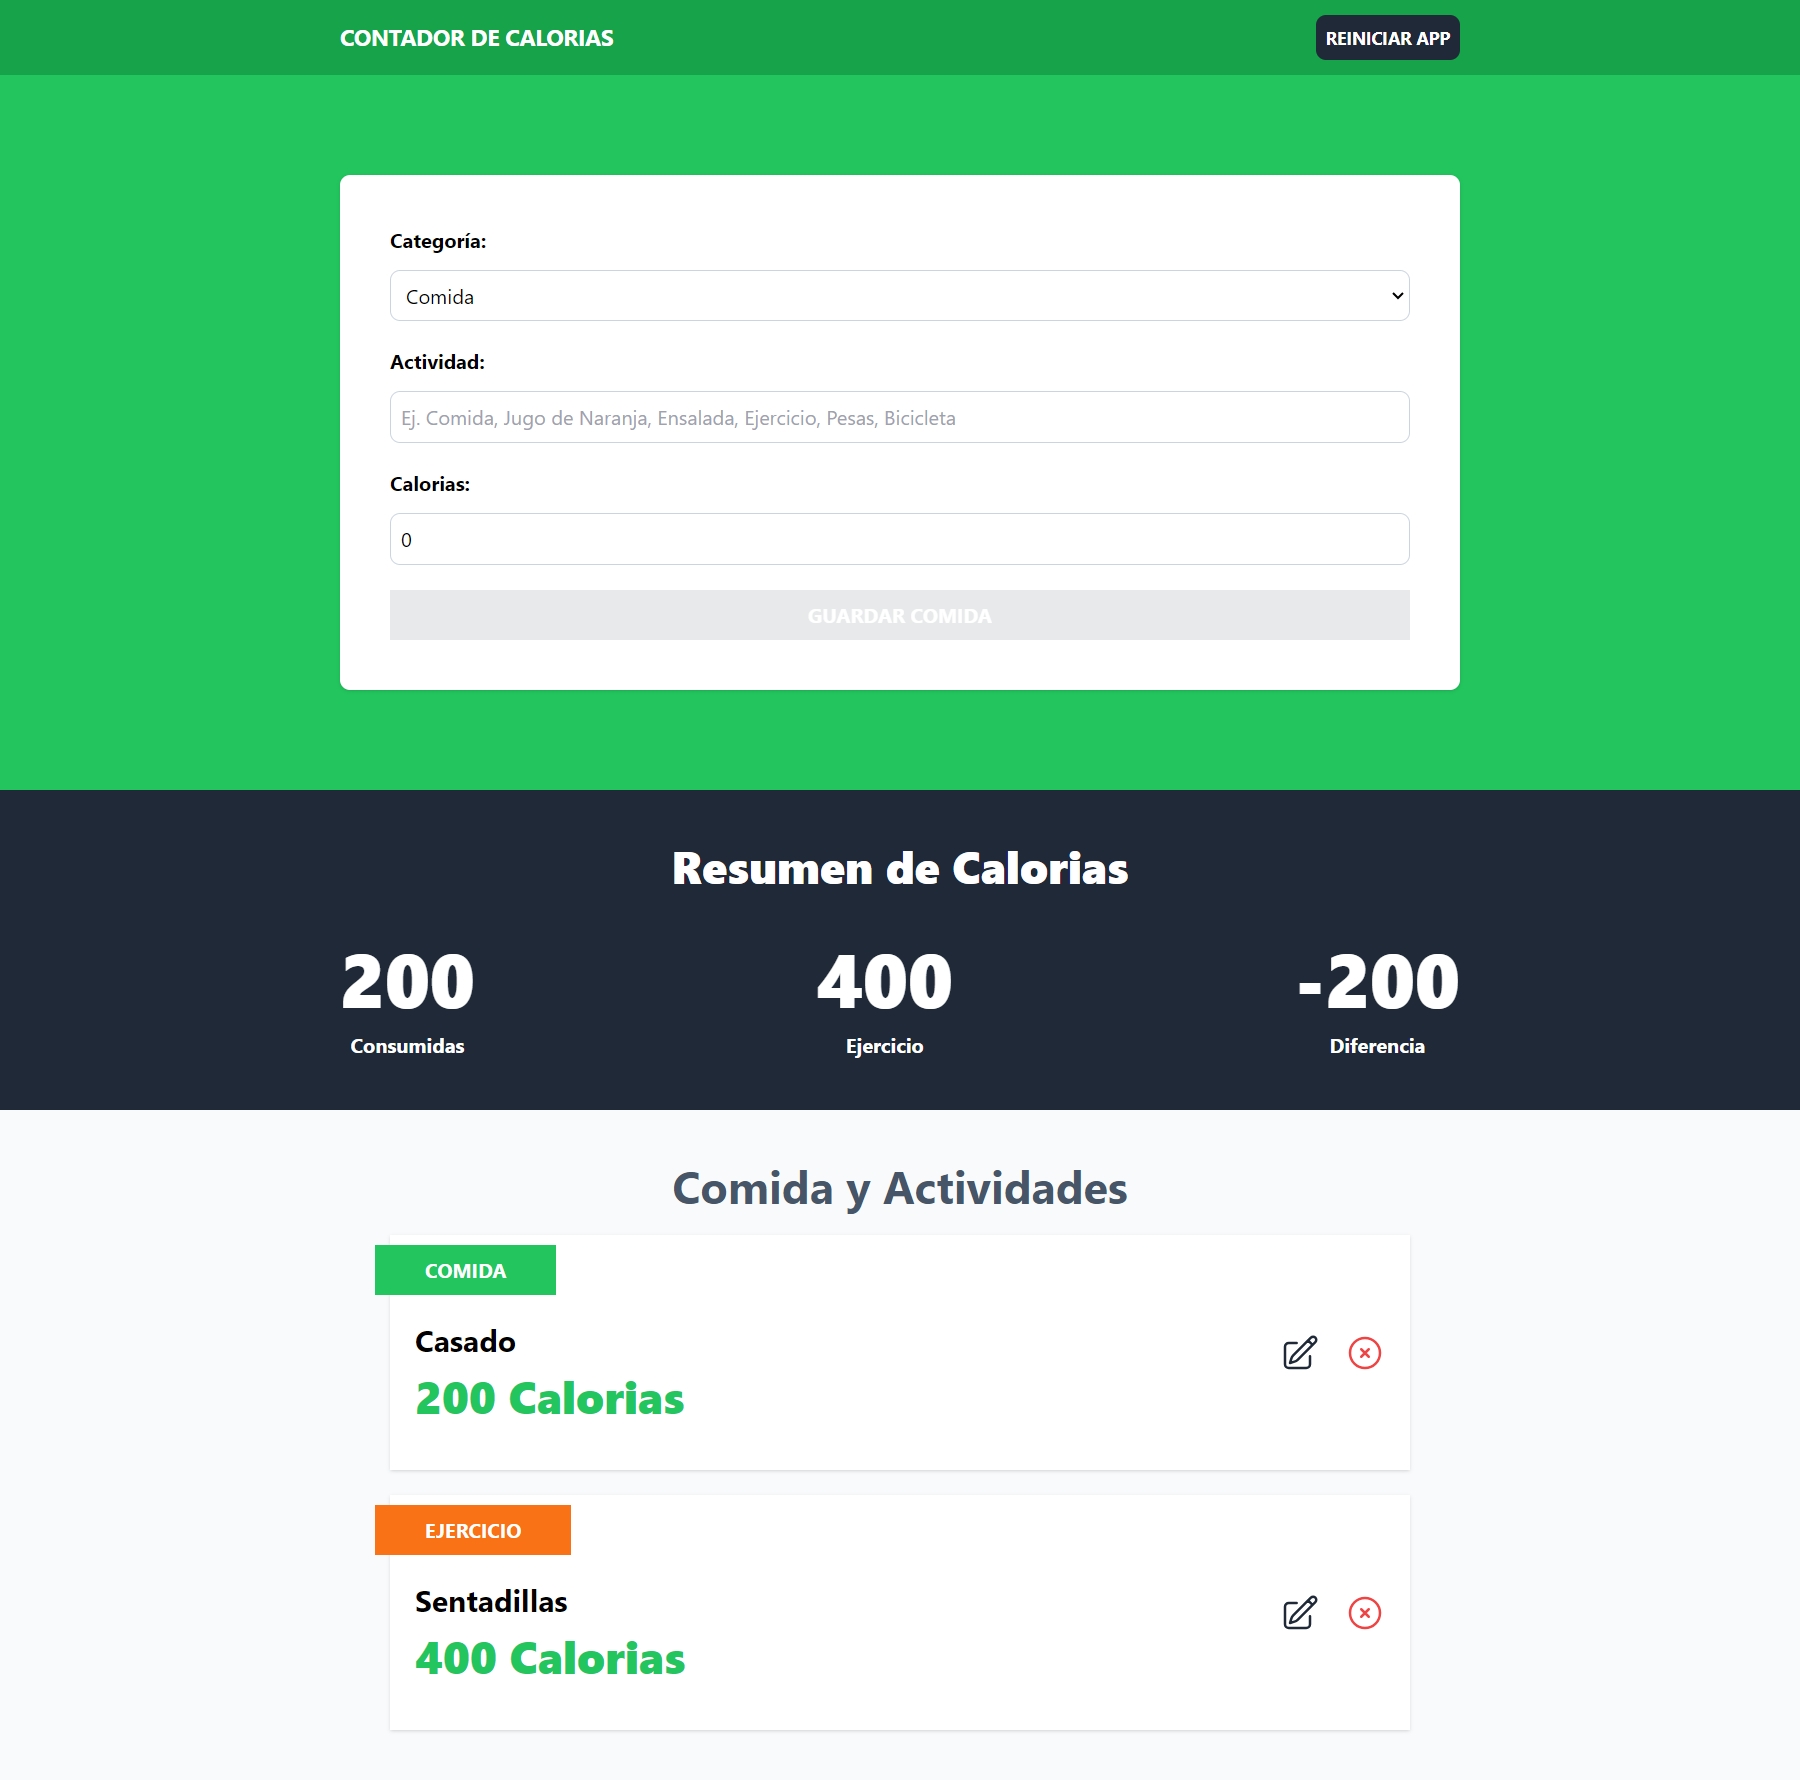 CONTADOR DE CALORIAS
REINICIAR APP
Categoría:
Comida
Actividad:
Ej. Comida, Jugo de Naranja, Ensalada, Ejercicio, Pesas, Bicicleta
Calorias:
0
GUARDAR COMIDA
Resumen de Calorias
200 400 -200
Consumidas Ejercicio Diferencia
Comida y Actividades
COMIDA
Casado
200 Calorias
EJERCICIO
Sentadillas
400 Calorias